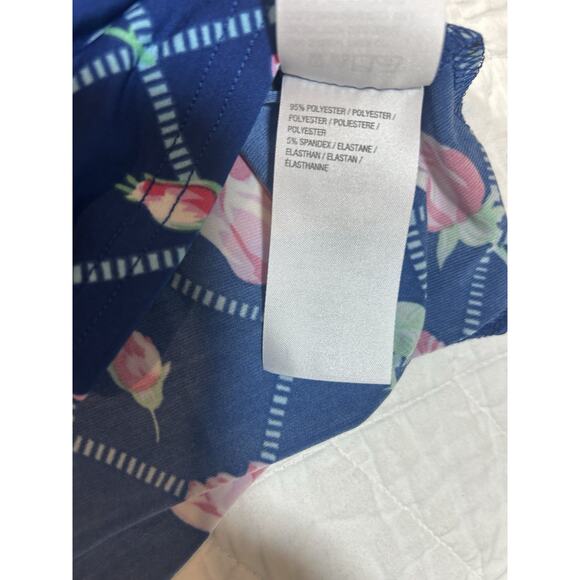 95% POLYESTER / POLYESTER /
POLYESTER / POLIESTERE /
POLYESTER
5% SPANDEX / ELASTANE /
ELASTHAN / ELASTAN /
ÉLASTHANNE